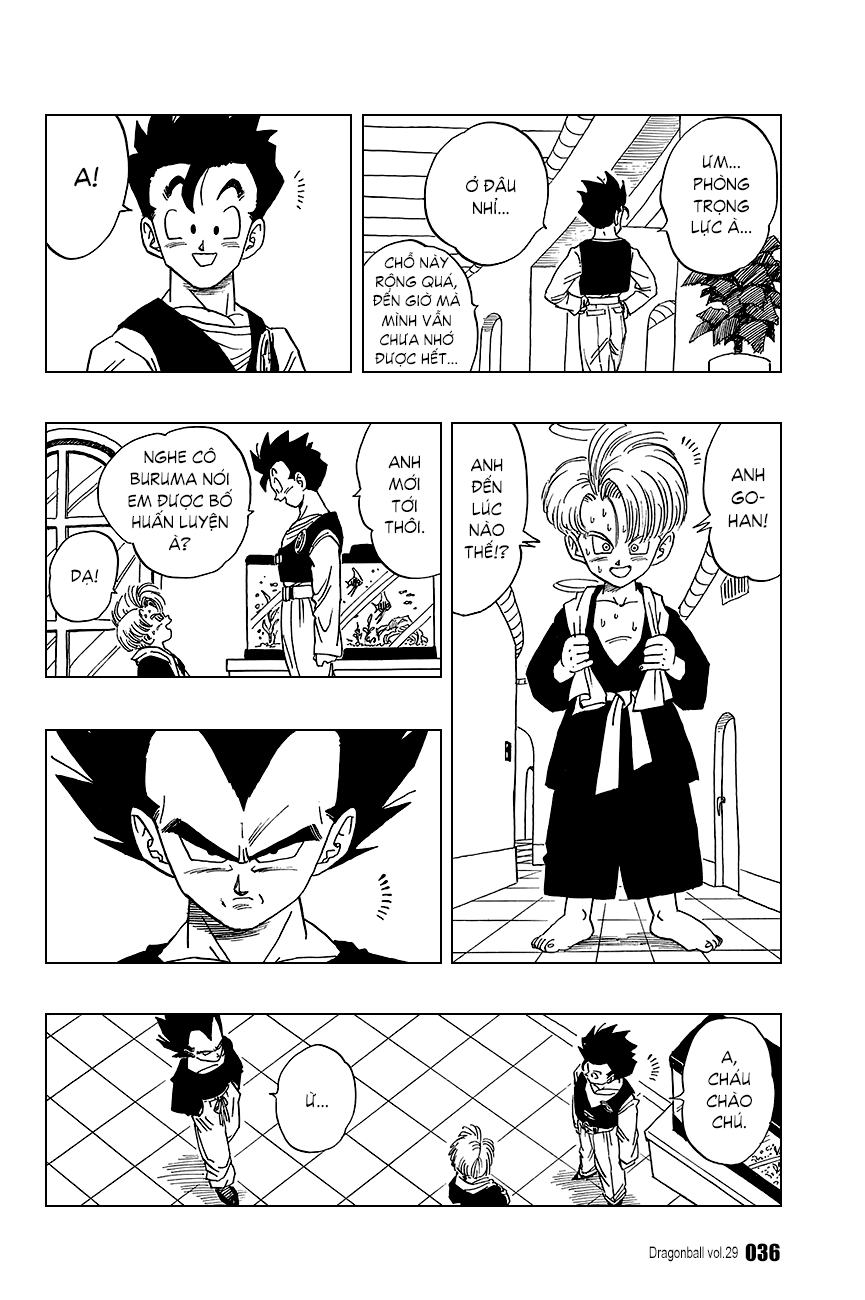 ƯM...
PHÒNG
TRỌNG
LỰC À...
Ở ĐÂU
NHỈ...
CHỖ NÀY
RỘNG QUÁ,
ĐẾN GIỜ MÀ
MÌNH VẪN
CHƯA NHỚ
ĐƯỢC HẾT...
A!
ANH
GO-
HAN!
ANH
ĐẾN
LÚC
NÀO
THẾ!?
ANH
MỚI
TỚI
THÔI.
NGHE CÔ
BURUMA NÓI
EM ĐƯỢC BỐ
HUẤN LUYỆN
À?
DẠ!
A,
CHÁU
CHÀO
CHÚ.
Ừ...
Dragonball vol.29 036